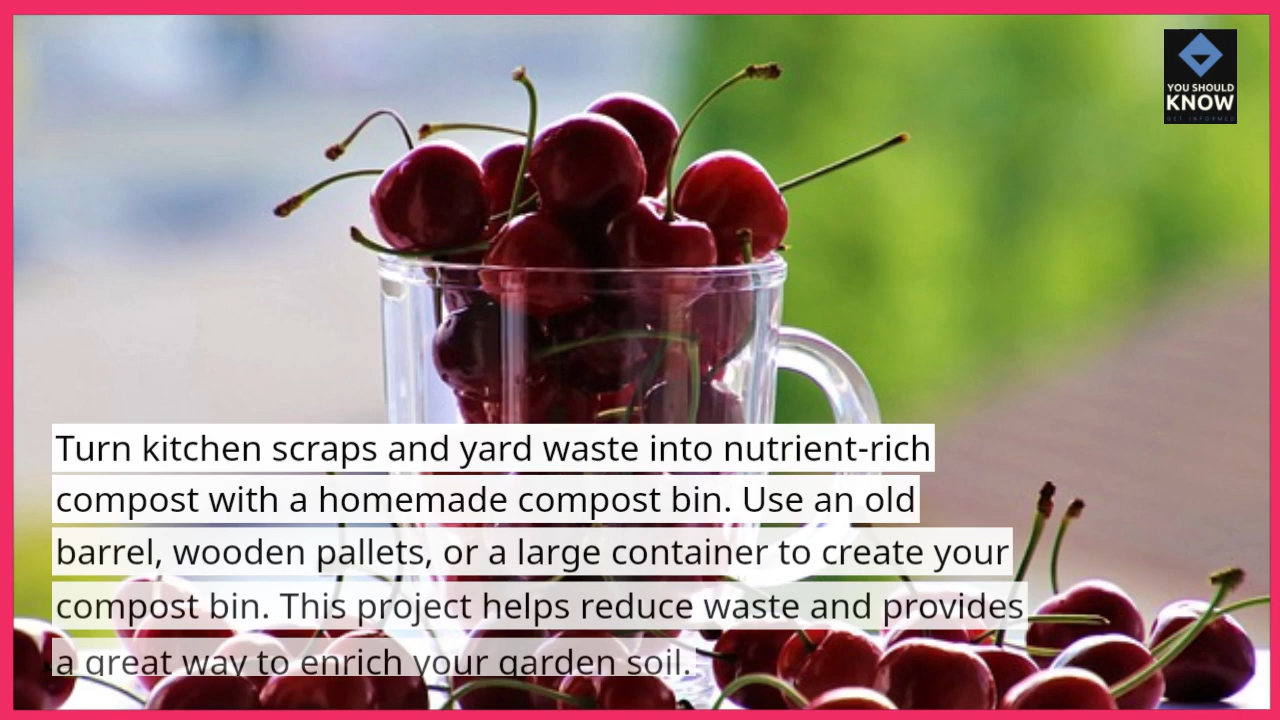 YOU SHOULD
KNOW
GET INFORMED
Turn kitchen scraps and yard waste into nutrient-rich
compost with a homemade compost bin. Use an old
barrel, wooden pallets, or a large container to create your
compost bin. This project helps reduce waste and provides
a great way to enrich your garden soil.